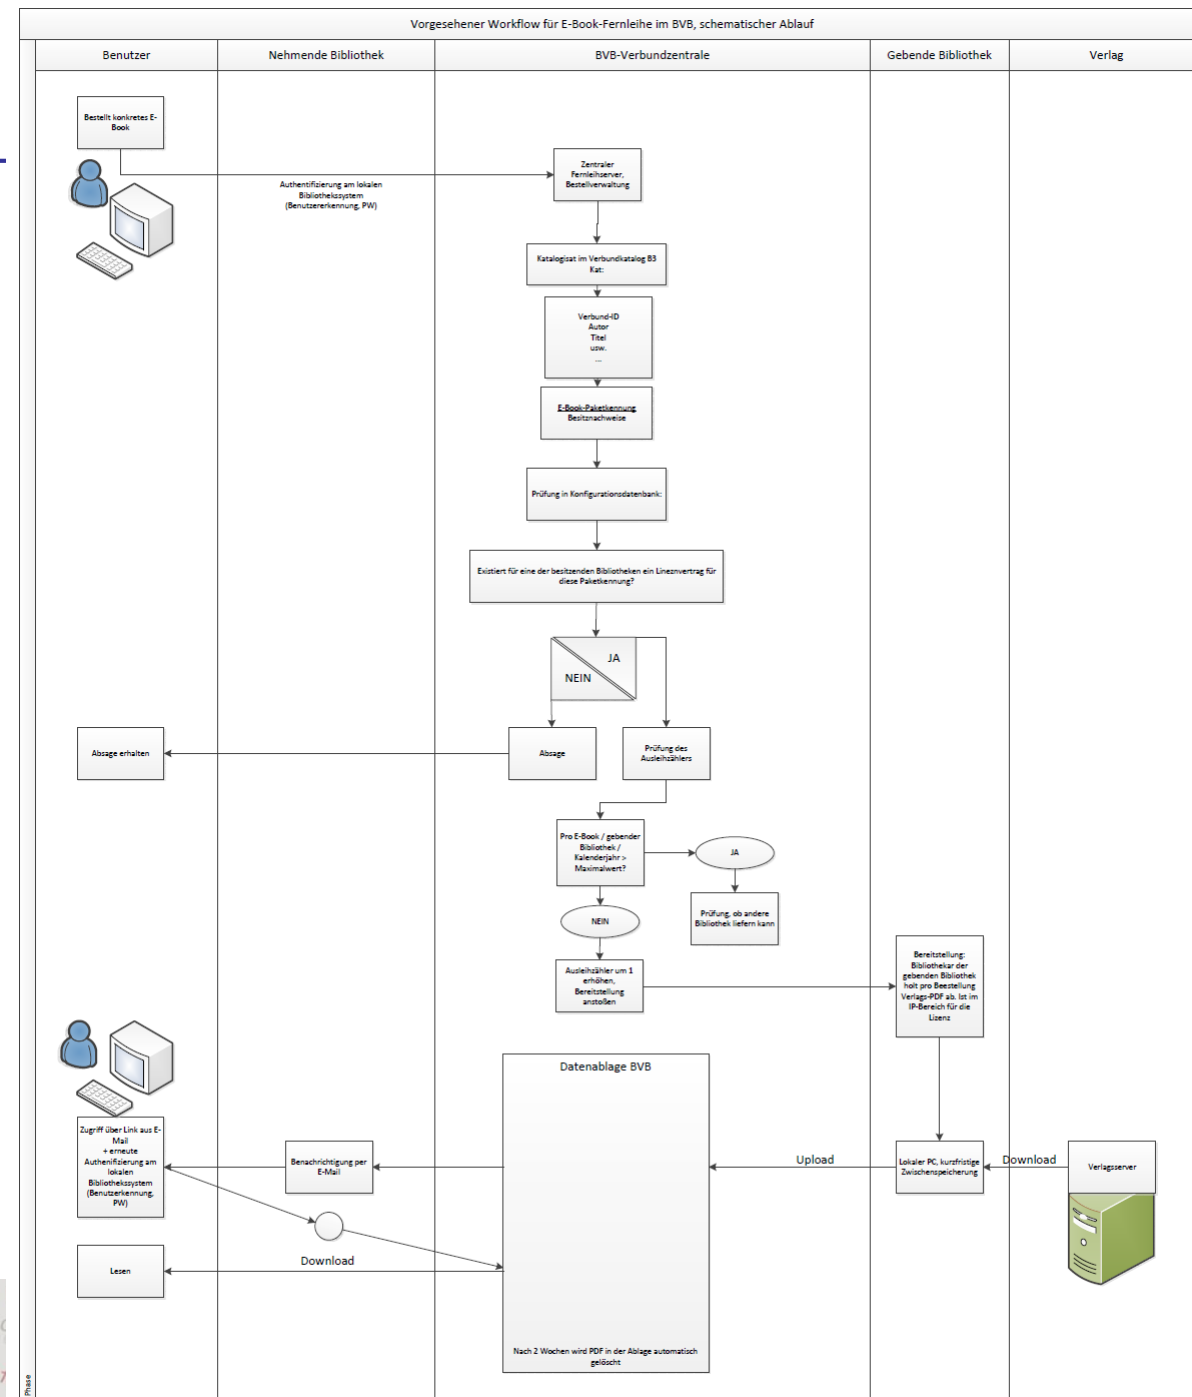 Vorgesehener Workflow für E-Book-Fernleihe im BVB, schematischer Ablauf
Benutzer
Nehmende Bibliothek
BVB-Verbundzentrale
Gebende Bibliothek
Verlag
Bestellt konkretes E-
Book
Authentifizierung am lokalen
Bibliothekssystem
(Benutzererkennung, PW)
Zentraler
Fernleihserver,
Bestellverwaltung
Katalogisat im Verbundkatalog B3
Kat:
Verbund-ID
Autor
Titel
usw.
...
E-Book-Paketkennung
Besitznachweise
Prüfung in Konfigurationsdatenbank:
Existiert für eine der besitzenden Bibliotheken ein Lineznvertrag für
diese Paketkennung?
JA
NEIN
Absage erhalten
Absage
Prüfung des
Ausleihzählers
Pro E-Book / gebender
Bibliothek /
Kalenderjahr >
Maximalwert?
JA
NEIN
Prüfung, ob andere
Bibliothek liefern kann
Ausleihzähler um 1
erhöhen,
Bereitstellung
anstoßen
Bereitstellung:
Bibliothekar der
gebenden Bibliothek
holt pro Beestellung
Verlags-PDF ab. Ist im
IP-Bereich für die
Lizenz
Datenablage BVB
Zugriff über Link aus E-
Mail
+ erneute
Authenifizierung am
lokalen
Bibliothekssystem
(Benutzerkennung,
PW)
Benachrichtigung per
E-Mail
Upload
Lokaler PC, kurzfristige
Zwischenspeicherung
Download
Verlagsserver
Lesen
Download
Nach 2 Wochen wird PDF in der Ablage automatisch
gelöscht
Phase